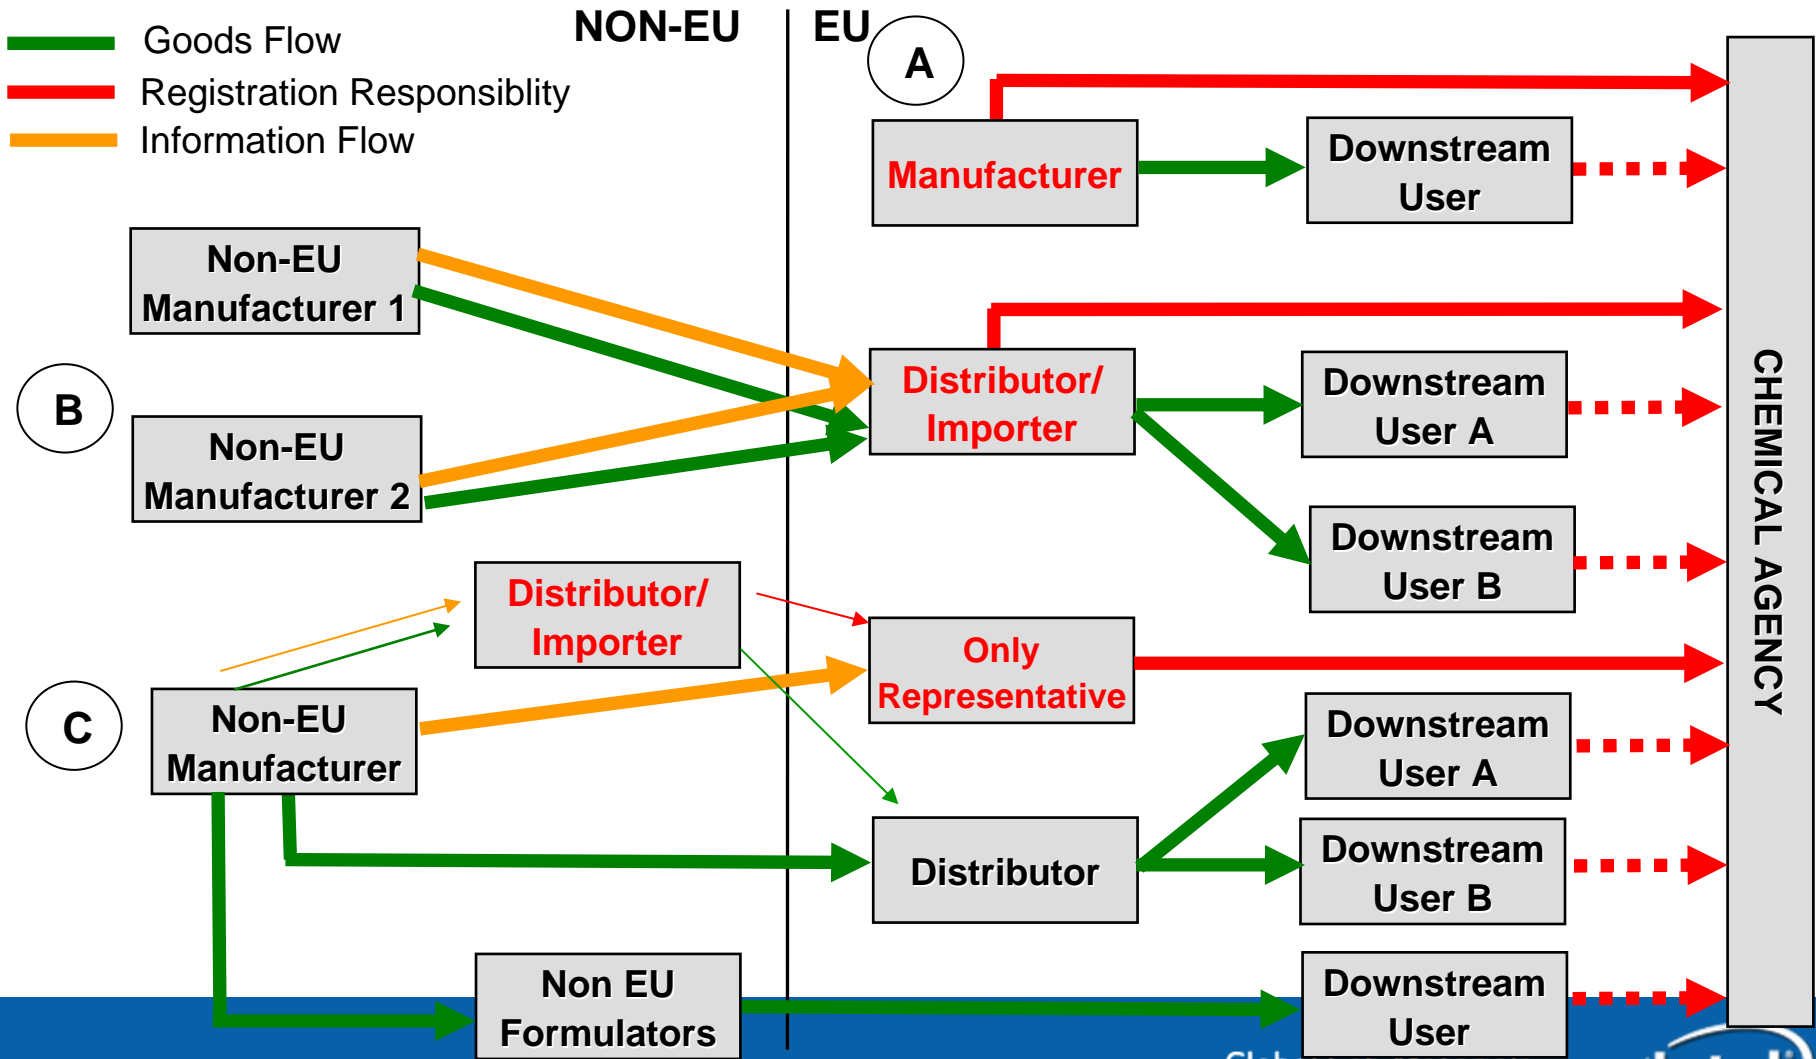 NON-EU
EU
Goods Flow
Registration Responsiblity
Information Flow
A
Manufacturer
Downstream
User
Non-EU
Manufacturer 1
B
Non-EU
Manufacturer 2
Distributor/
Importer
Downstream
User A
Downstream
User B
CHEMICAL AGENCY
Distributor/
Importer
Only
Representative
C
Non-EU
Manufacturer
Downstream
User A
Distributor
Downstream
User B
Non EU
Formulators
Downstream
User